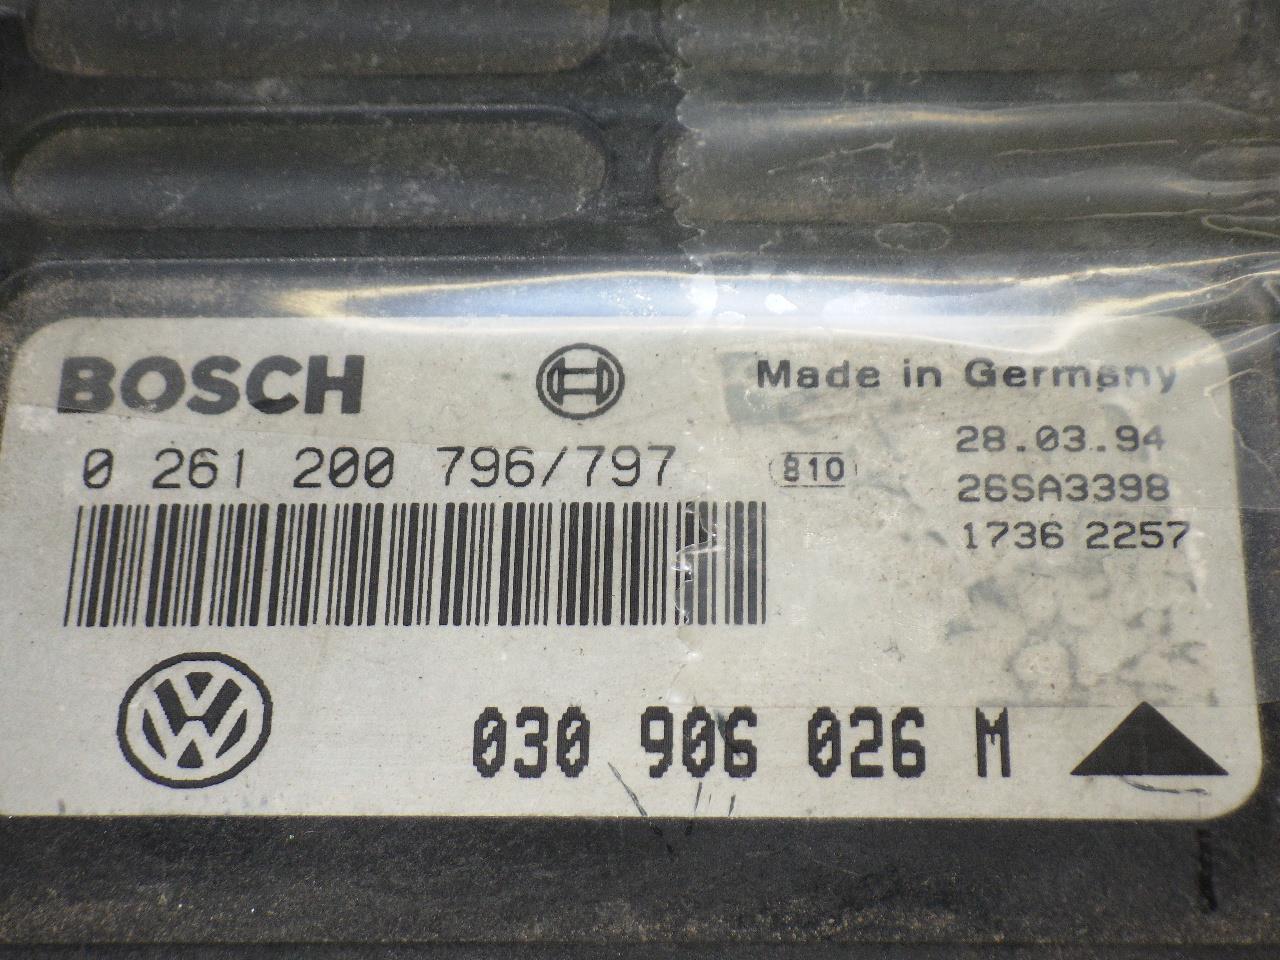 BOSCH
Made in Germany
0 261 200 796/797
810
28.03.94
26SA3398
1736 2257
030 906 026 M